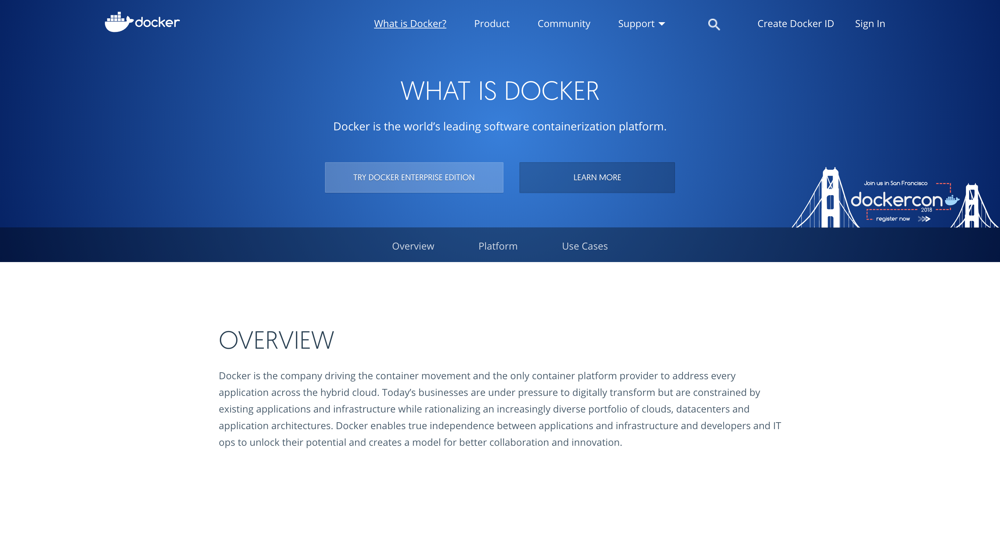 docker
What is Docker? Product Community Support Create Docker ID Sign In
WHAT IS DOCKER
Docker is the world’s leading software containerization platform.
TRY DOCKER ENTERPRISE EDITION LEARN MORE
Join us in San Francisco
dockercon
2018
register now
Overview Platform Use Cases
OVERVIEW
Docker is the company driving the container movement and the only container platform provider to address every
application across the hybrid cloud. Today’s businesses are under pressure to digitally transform but are constrained by
existing applications and infrastructure while rationalizing an increasingly diverse portfolio of clouds, datacenters and
application architectures. Docker enables true independence between applications and infrastructure and developers and IT
ops to unlock their potential and creates a model for better collaboration and innovation.